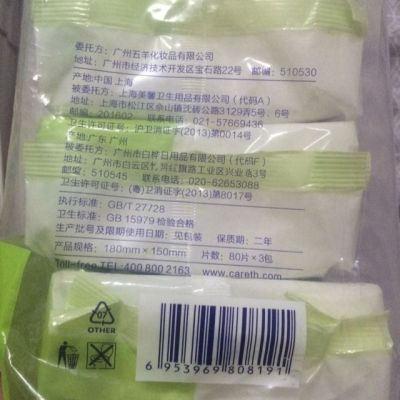 委托方：广州五羊化妆品有限公司
地址：广州市经济技术开发区宝石路22号 邮编：510530
产地:中国 上海
被委托方：上海美馨卫生用品有限公司（代码A）
地址：上海市松江区佘山镇沈砖公路3129弄5号；6号
邮编：201602 联系电话：021-57669436
卫生许可证号：沪卫消证字(2013)第0014号
产地:广东 广州
被委托方：广州市白桦日用品有限公司（代码F）
地址：广州市白云区竹料红旗路工业区兴业临3号
邮编：510545 联系电话：020-62653088
卫生许可证号：(粤)卫消证字[2013]第8017号
执行标准：GB/T 27728
卫生标准：GB 15979 检验合格
生产批号及限期使用日期：见包装 保质期：二年
产品规格：180mm×150mm 片数：80片×3包
Toll-free TEL:400 800 2163 www.careth.com
07
OTHER
6 953969 808191